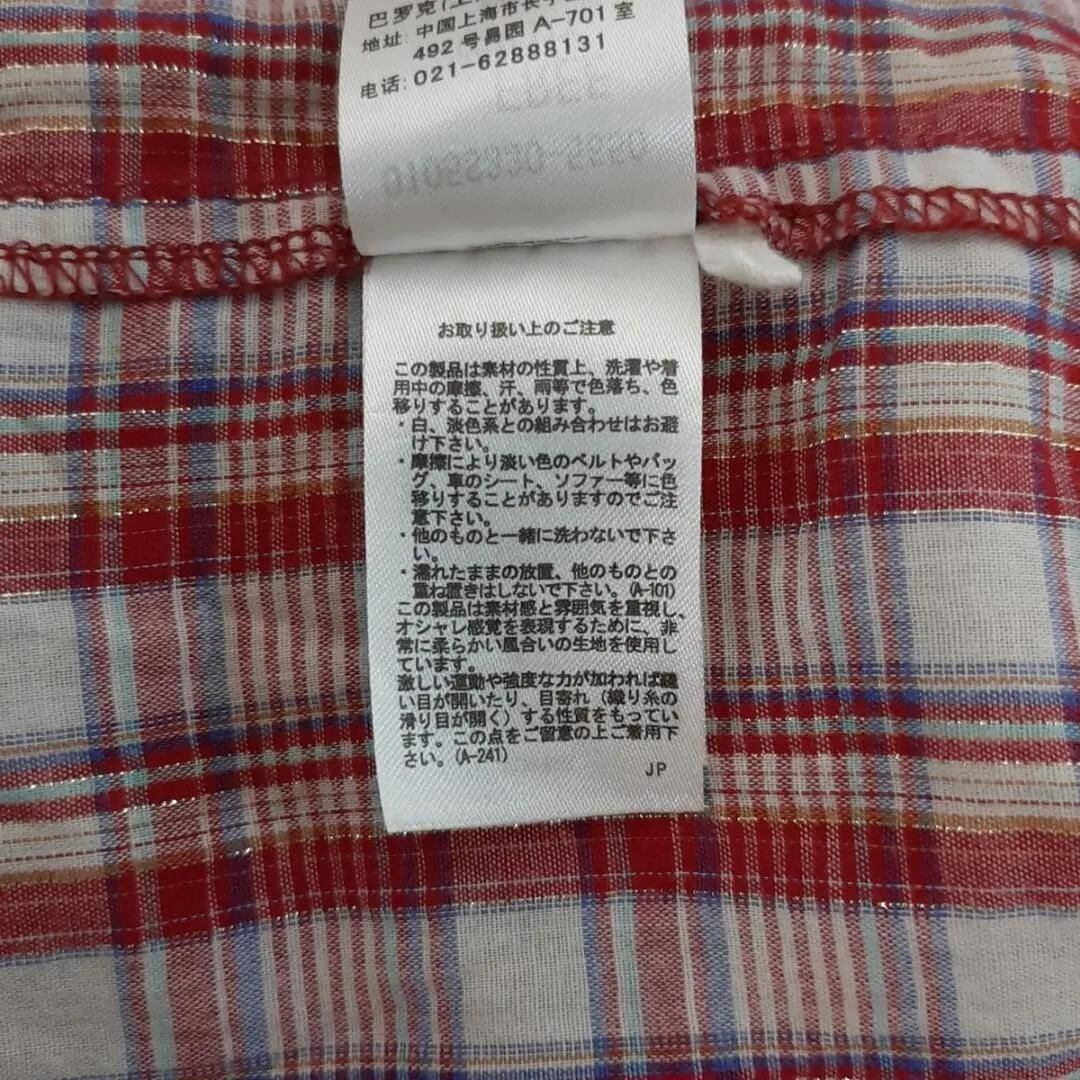 巴罗克(上
地址: 中国上海市长宁
492 号昌园 A-701 室
电话: 021-62888131
お取り扱い上のご注意
この製品は素材の性質上、洗濯や着
用中の摩擦、汗、雨等で色落ち、色
移りすることがあります。
・白、淡色系との組み合わせはお避
け下さい。
・摩擦により淡い色のベルトやバッ
グ、車のシート、ソファー等に色
移りすることがありますのでご注
意下さい。
・他のものと一緒に洗わないで下さ
い。
・濡れたままの放置、他のものとの
重ね置きはしないで下さい。(A-101)
この製品は素材感と雰囲気を重視し、
オシャレ感覚を表現するために、非
常に柔らかい風合いの生地を使用し
ています。
激しい運動や強度な力が加われば縫
い目が開いたり、目寄れ（織り糸の
滑り目が開く）する性質をもってい
ます。この点をご留意の上ご着用下
さい。(A-241)
JP